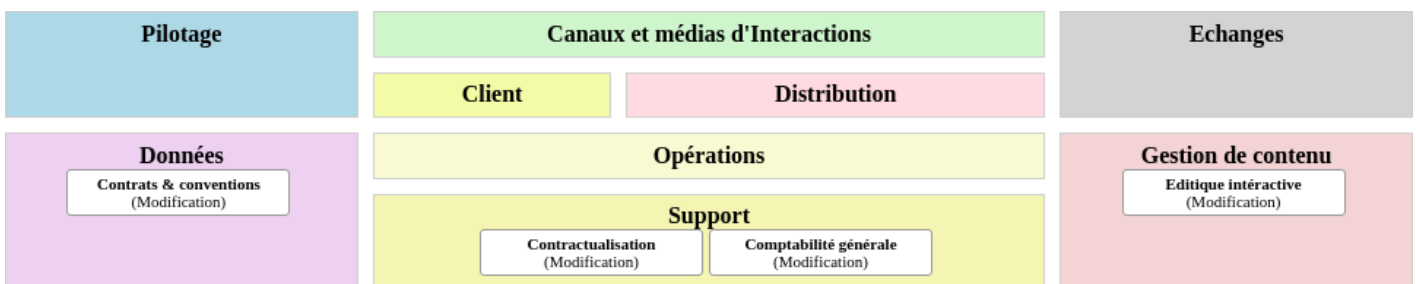 Pilotage
Canaux et médias d'Interactions
Echanges
Client
Distribution
Données
Contrats & conventions
(Modification)
Opérations
Gestion de contenu
Editique intéractive
(Modification)
Support
Contractualisation
(Modification)
Comptabilité générale
(Modification)